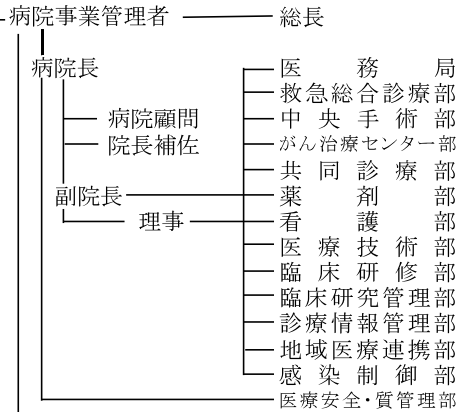 病院事業管理者 総長
病院長
医務局
救急総合診療部
中央手術部
病院顧問
院長補佐
がん治療センター部
共同診療部
副院長
薬剤部
理事
看護部
医療技術部
臨床研修部
臨床研究管理部
診療情報管理部
地域医療連携部
感染制御部
医療安全・質管理部